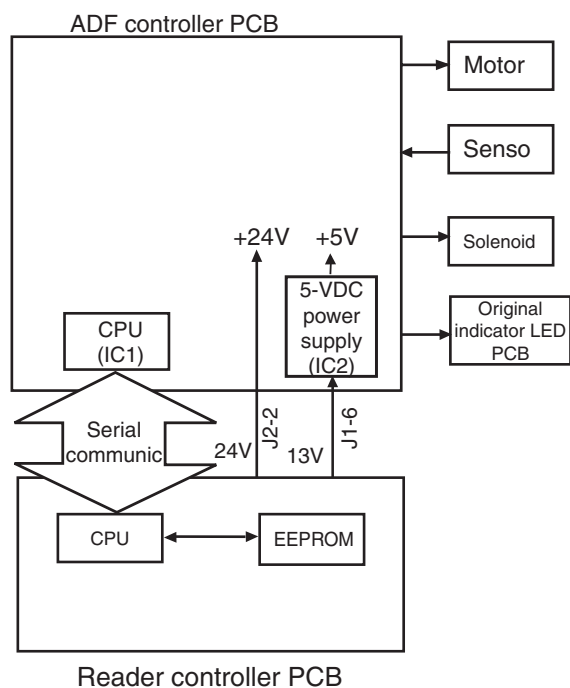 ADF controller PCB
Motor
Senso
Solenoid
Original
indicator LED
PCB
+24V
+5V
5-VDC
power
supply
(IC2)
CPU
(IC1)
Serial
communic
24V
J2-2
13V
J1-6
CPU
EEPROM
Reader controller PCB